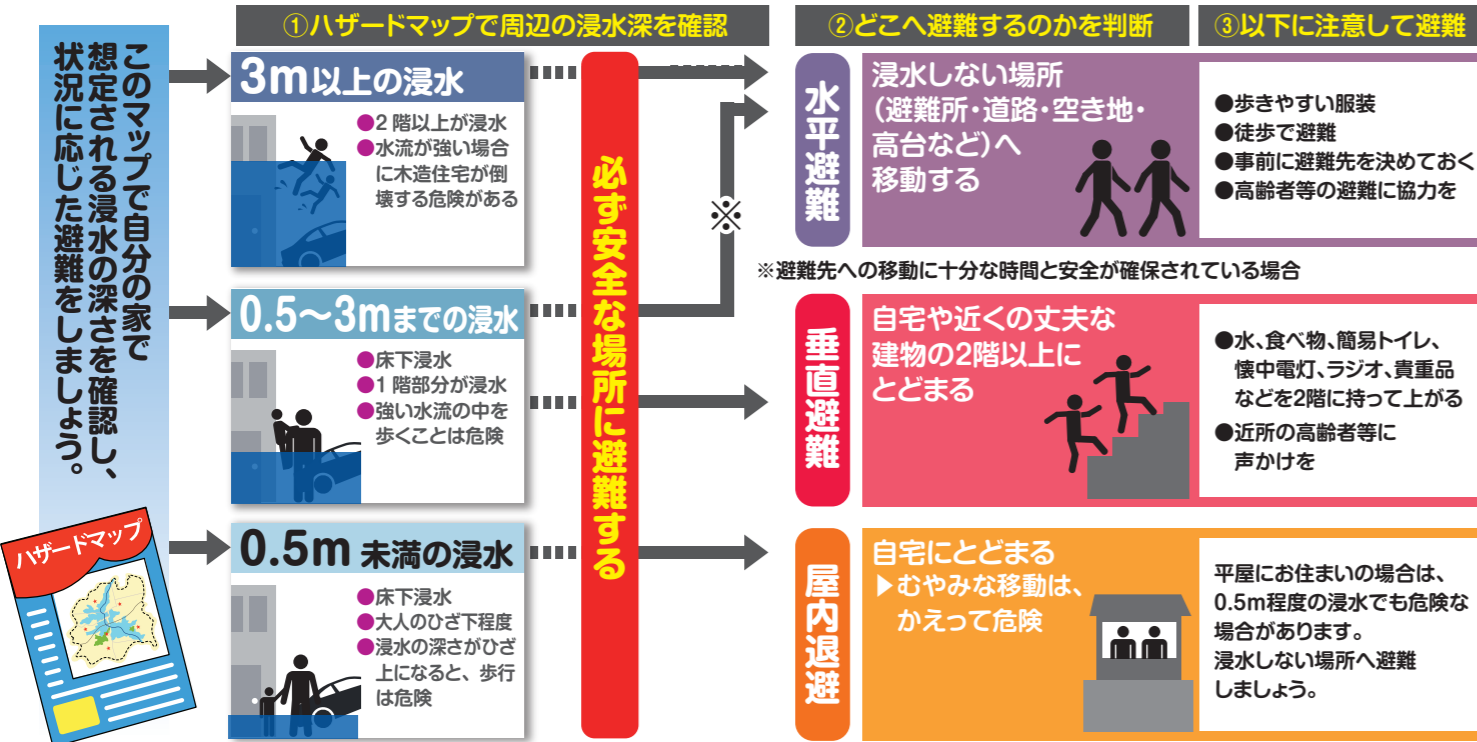 ①ハザードマップで周辺の浸水深を確認
②どこへ避難するのかを判断
③以下に注意して避難
このマップで自分の家で
想定される浸水の深さを確認し、
状況に応じた避難をしましょう。
ハザードマップ
3m以上の浸水
●2階以上が浸水
●水流が強い場合
に木造住宅が倒
壊する危険がある
0.5～3mまでの浸水
●床下浸水
●1階部分が浸水
●強い水流の中を
歩くことは危険
0.5m 未満の浸水
●床下浸水
●大人のひざ下程度
●浸水の深さがひざ
上になると、歩行
は危険
必ず安全な場所に避難する
※
水平避難
浸水しない場所
(避難所・道路・空き地・
高台など)へ
移動する
●歩きやすい服装
●徒歩で避難
●事前に避難先を決めておく
●高齢者等の避難に協力を
※避難先への移動に十分な時間と安全が確保されている場合
垂直避難
自宅や近くの丈夫な
建物の2階以上に
とどまる
●水、食べ物、簡易トイレ、
懐中電灯、ラジオ、貴重品
などを2階に持って上がる
●近所の高齢者等に
声かけを
屋内退避
自宅にとどまる
▶むやみな移動は、
かえって危険
平屋にお住まいの場合は、
0.5m程度の浸水でも危険な
場合があります。
浸水しない場所へ避難
しましょう。